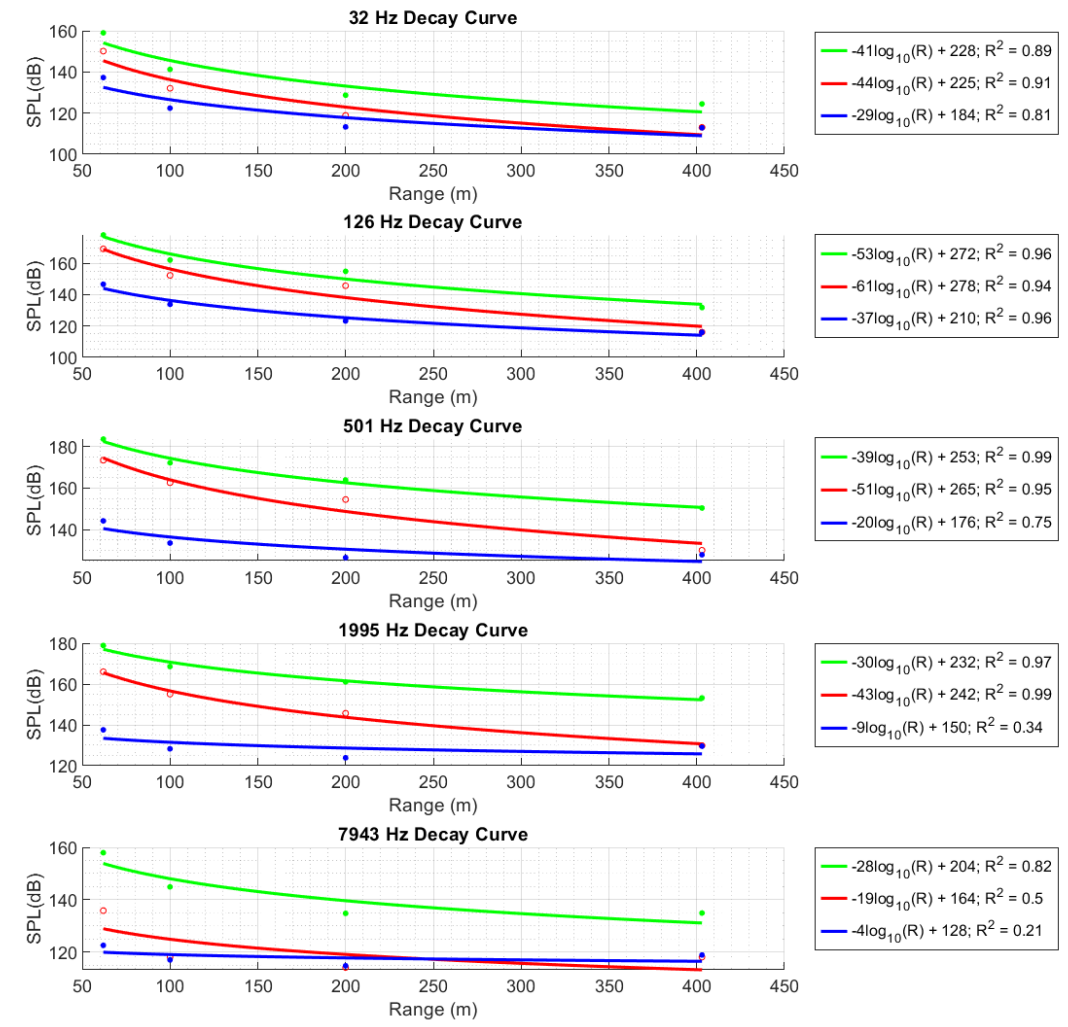 32 Hz Decay Curve
160
140
120
100
SPL(dB)
50 100 150 200 250 300 350 400 450
Range (m)
-41log10(R) + 228; R2 = 0.89
-44log10(R) + 225; R2 = 0.91
-29log10(R) + 184; R2 = 0.81
126 Hz Decay Curve
160
140
120
100
SPL(dB)
50 100 150 200 250 300 350 400 450
Range (m)
-53log10(R) + 272; R2 = 0.96
-61log10(R) + 278; R2 = 0.94
-37log10(R) + 210; R2 = 0.96
501 Hz Decay Curve
180
160
140
SPL(dB)
50 100 150 200 250 300 350 400 450
Range (m)
-39log10(R) + 253; R2 = 0.99
-51log10(R) + 265; R2 = 0.95
-20log10(R) + 176; R2 = 0.75
1995 Hz Decay Curve
180
160
140
120
SPL(dB)
50 100 150 200 250 300 350 400 450
Range (m)
-30log10(R) + 232; R2 = 0.97
-43log10(R) + 242; R2 = 0.99
-9log10(R) + 150; R2 = 0.34
7943 Hz Decay Curve
160
140
120
SPL(dB)
50 100 150 200 250 300 350 400 450
Range (m)
-28log10(R) + 204; R2 = 0.82
-19log10(R) + 164; R2 = 0.5
-4log10(R) + 128; R2 = 0.21